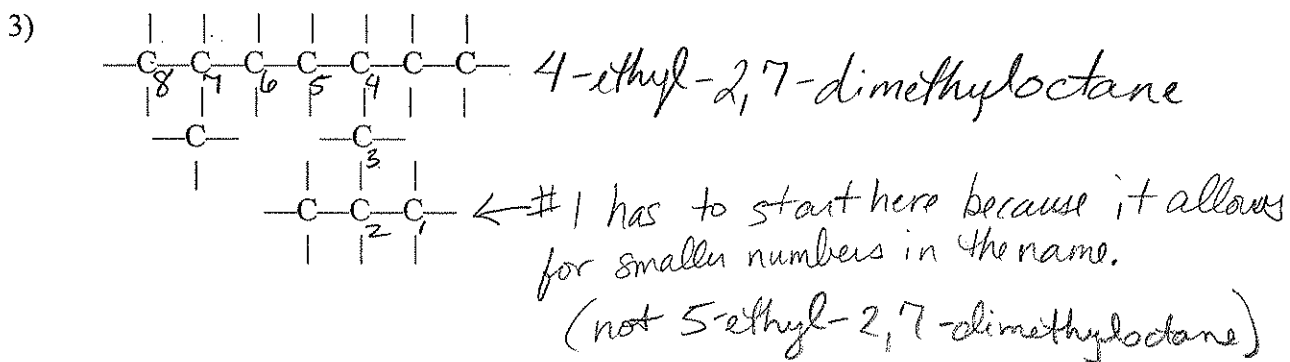 3)
C C C C C C C 4-ethyl-2,7-dimethyloctane
8 7 6 5 4
C C
3
C C C ← #1 has to start here because it allows
2 1
for smaller numbers in the name.
(not 5-ethyl-2,7-dimethyloctane)